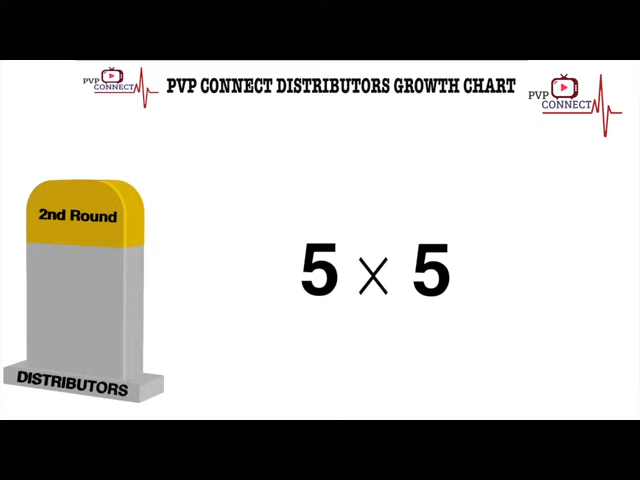 PVP
CONNECT
PVP CONNECT DISTRIBUTORS GROWTH CHART
PVP
CONNECT
2nd Round
5 × 5
DISTRIBUTORS